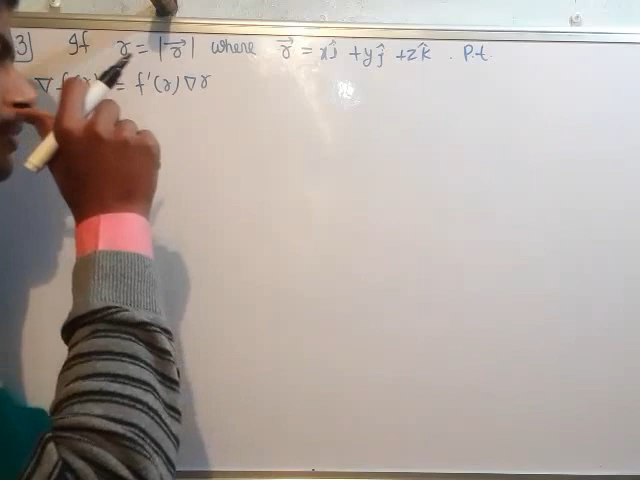 3] If r = |r⃗| where r⃗ = xî + yĵ + zk̂ . P.t.
∇f(r) = f'(r) ∇r